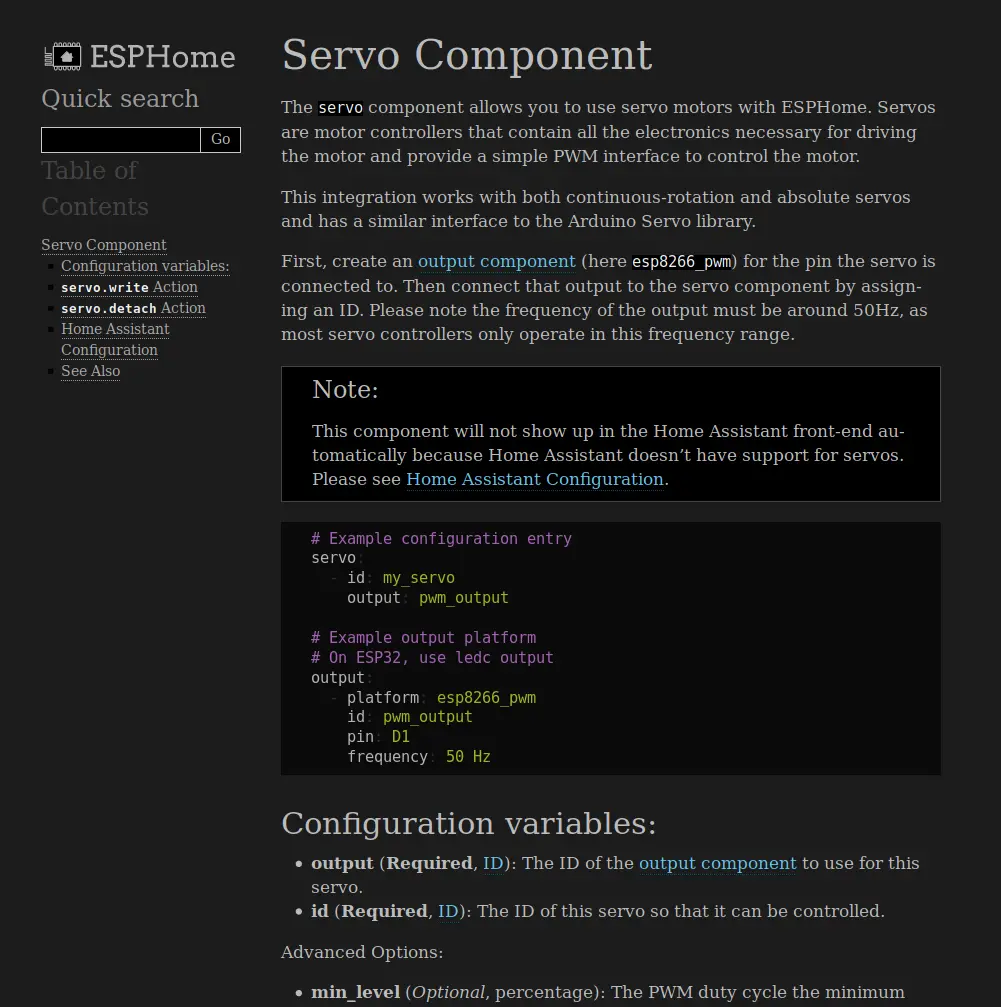 ESPHome
Quick search
Go
Table of
Contents
Servo Component
Configuration variables:
servo.write Action
servo.detach Action
Home Assistant
Configuration
See Also
Servo Component
The servo component allows you to use servo motors with ESPHome. Servos
are motor controllers that contain all the electronics necessary for driving
the motor and provide a simple PWM interface to control the motor.
This integration works with both continuous-rotation and absolute servos
and has a similar interface to the Arduino Servo library.
First, create an output component (here esp8266_pwm) for the pin the servo is
connected to. Then connect that output to the servo component by assign-
ing an ID. Please note the frequency of the output must be around 50Hz, as
most servo controllers only operate in this frequency range.
Note:
This component will not show up in the Home Assistant front-end au-
tomatically because Home Assistant doesn’t have support for servos.
Please see Home Assistant Configuration.
# Example configuration entry
servo:
- id: my_servo
output: pwm_output
# Example output platform
# On ESP32, use ledc output
output:
- platform: esp8266_pwm
id: pwm_output
pin: D1
frequency: 50 Hz
Configuration variables:
• output (Required, ID): The ID of the output component to use for this
servo.
• id (Required, ID): The ID of this servo so that it can be controlled.
Advanced Options:
• min_level (Optional, percentage): The PWM duty cycle the minimum